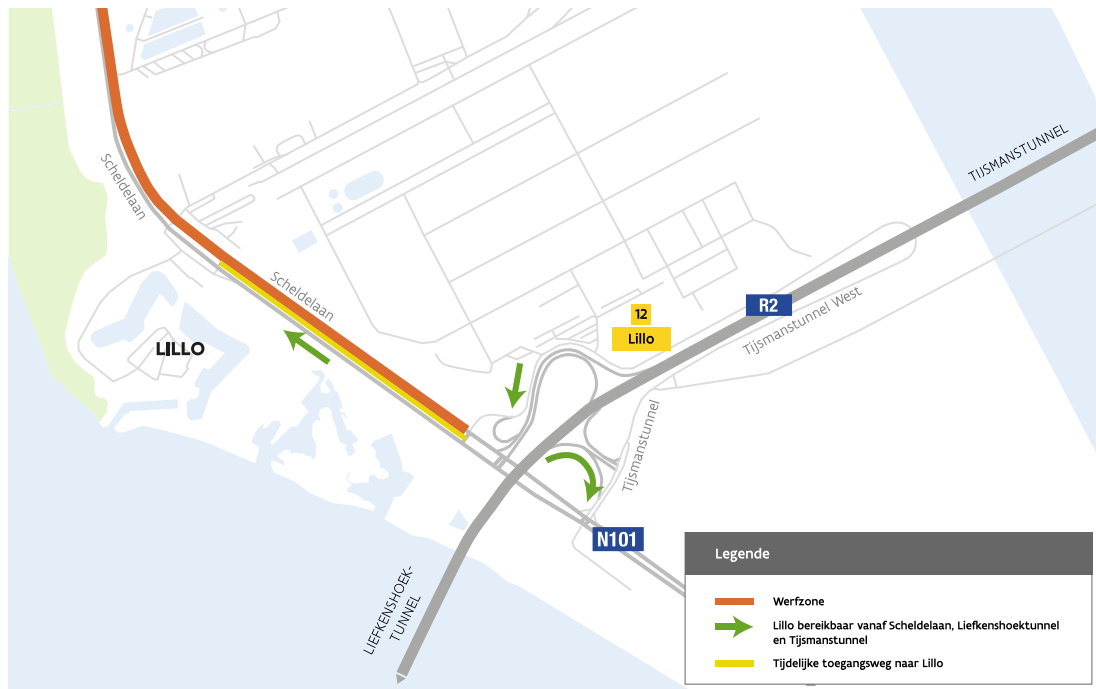 TIJSMANSTUNNEL
Scheldelaan
Scheldelaan
R2
12
Lillo
Tijsmanstunnel West
LILLO
Tijsmanstunnel
N101
LIEFKENSHOEK-
TUNNEL
Legende
Werfzone
Lillo bereikbaar vanaf Scheldelaan, Liefkenshoektunnel
en Tijsmanstunnel
Tijdelijke toegangsweg naar Lillo